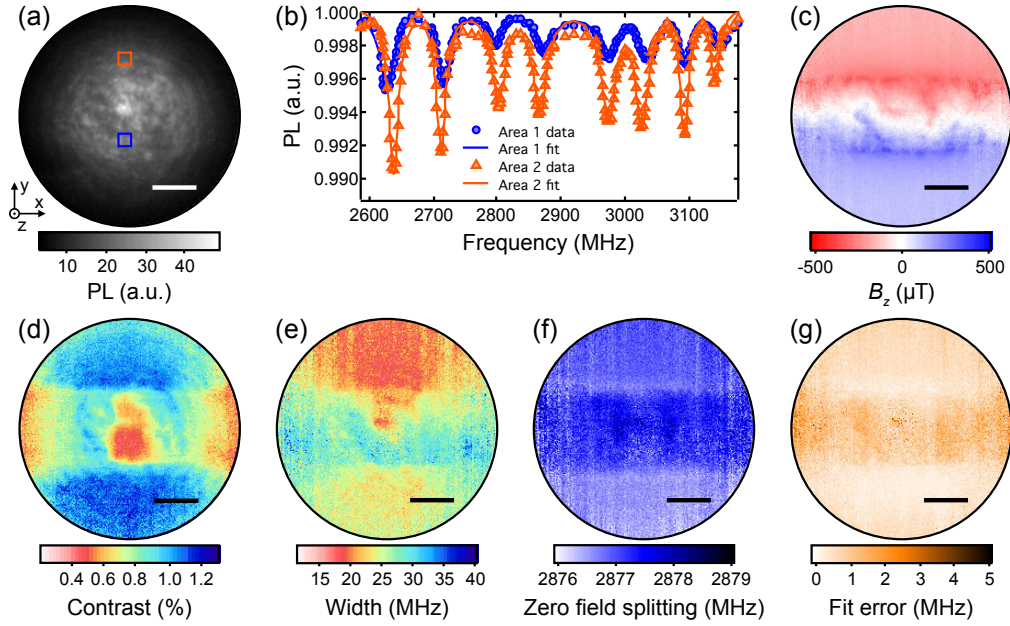 (a)
y
x
z
10 20 30 40
PL (a.u.)
(b)
1.000
0.998
0.996
0.994
0.992
0.990
PL (a.u.)
Area 1 data
Area 1 fit
Area 2 data
Area 2 fit
2600 2700 2800 2900 3000 3100
Frequency (MHz)
(c)
-500 0 500
B_z (µT)
(d)
0.4 0.6 0.8 1.0 1.2
Contrast (%)
(e)
15 20 25 30 35 40
Width (MHz)
(f)
2876 2877 2878 2879
Zero field splitting (MHz)
(g)
0 1 2 3 4 5
Fit error (MHz)